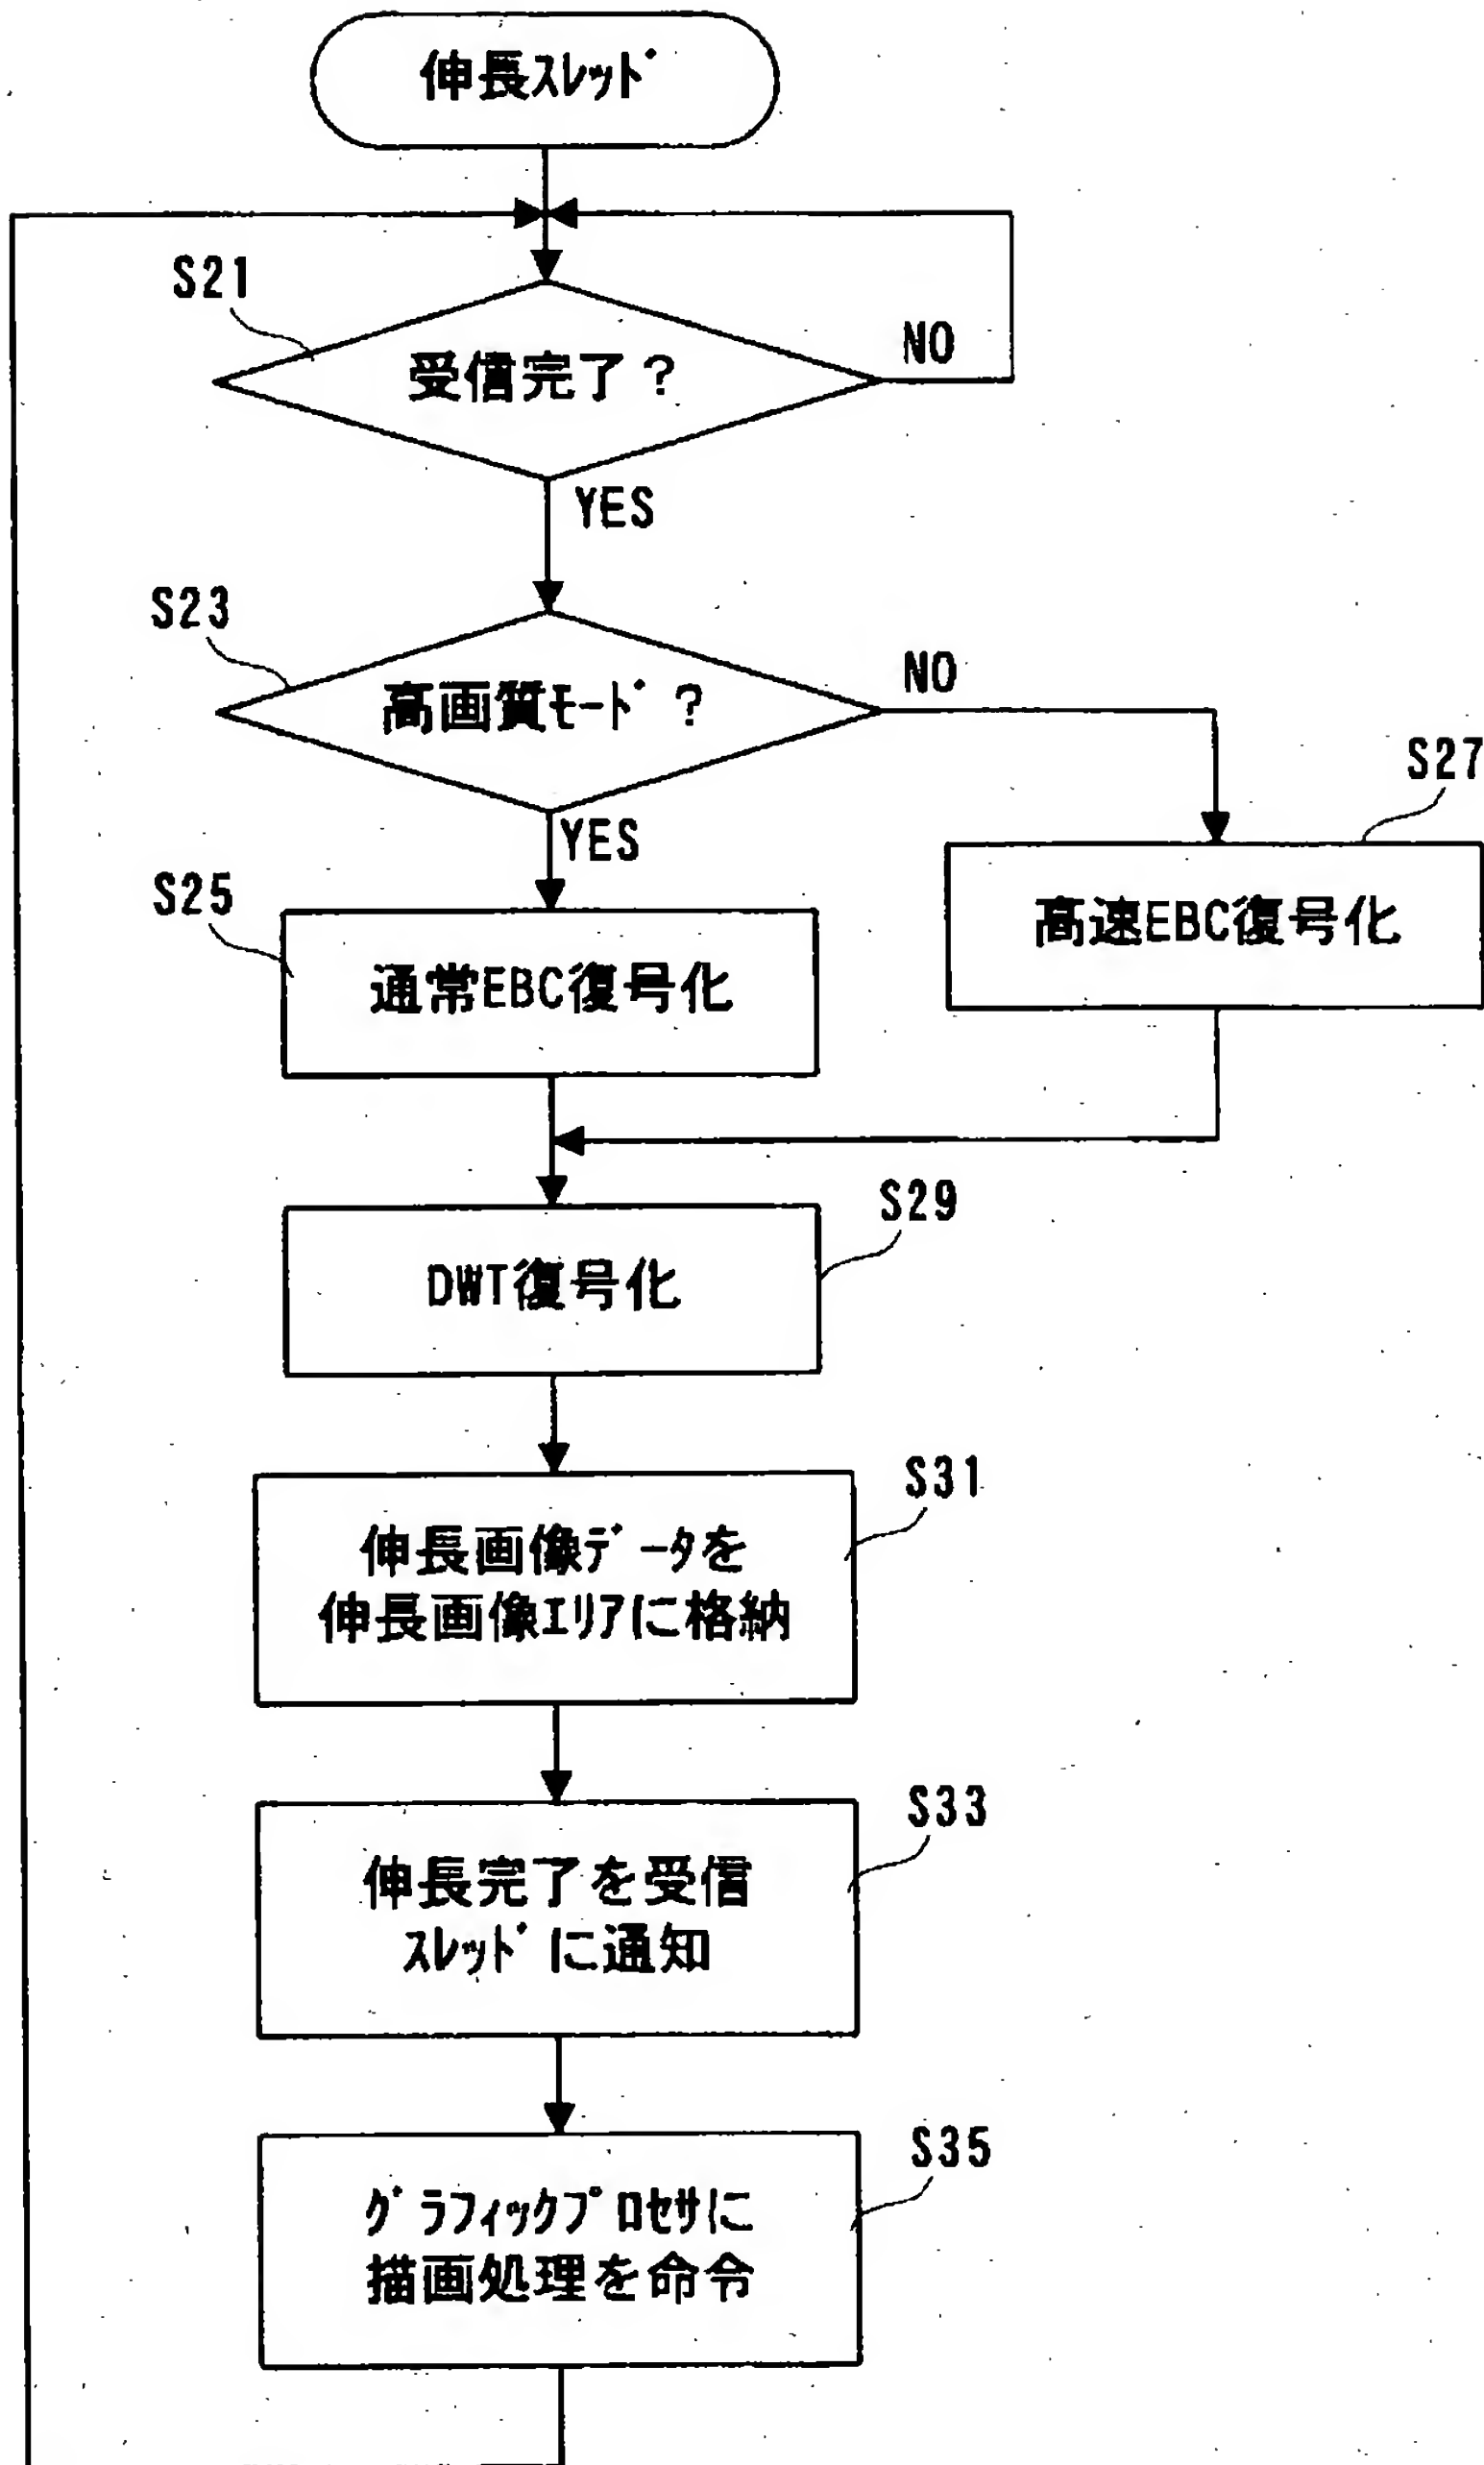 伸長ｽﾚｯﾄﾞ
S21
受信完了？
NO
YES
S23
高画質ﾓｰﾄﾞ？
NO
YES
S27
高速EBC復号化
S25
通常EBC復号化
S29
DWT復号化
S31
伸長画像ﾃﾞｰﾀを
伸長画像ｴﾘｱに格納
S33
伸長完了を受信
ｽﾚｯﾄﾞに通知
S35
ｸﾞﾗﾌｨｯｸﾌﾟﾛｾｻに
描画処理を命令